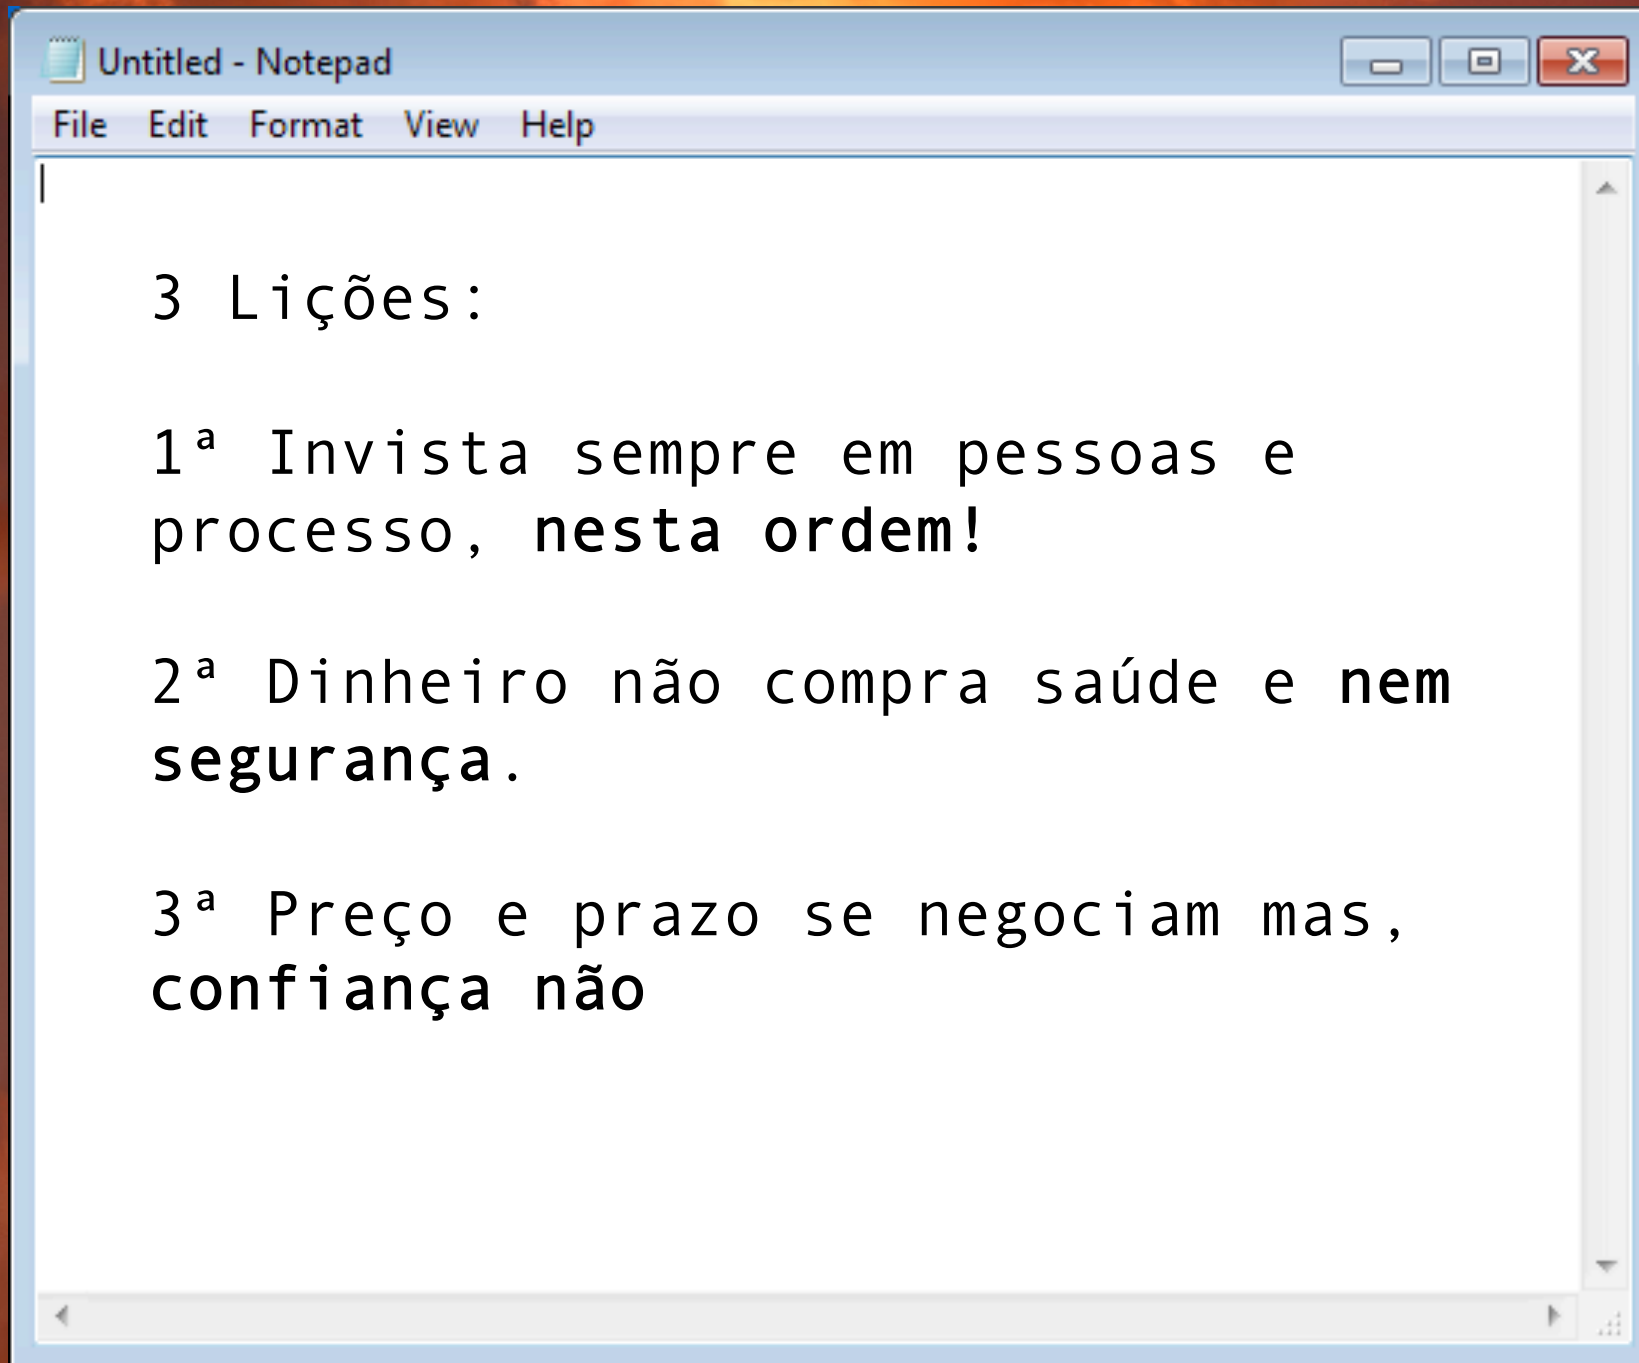 Untitled - Notepad
File Edit Format View Help
3 Lições:
1ª Invista sempre em pessoas e
processo, nesta ordem!
2ª Dinheiro não compra saúde e nem
segurança.
3ª Preço e prazo se negociam mas,
confiança não